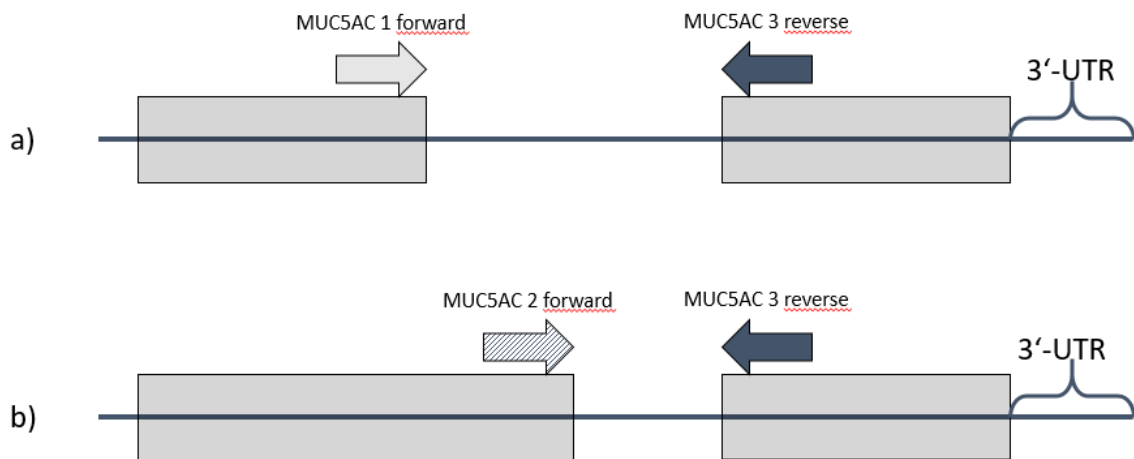 MUC5AC 1 forward
MUC5AC 3 reverse
3‘-UTR
a)
MUC5AC 2 forward
MUC5AC 3 reverse
3‘-UTR
b)